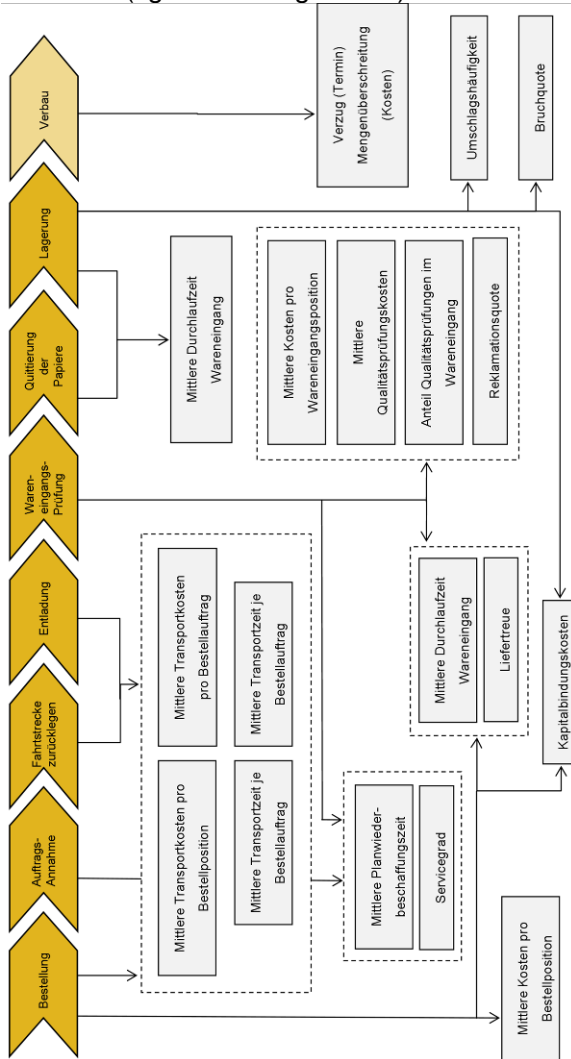 Bestellung
Auftrags-
Annahme
Fahrtstrecke
zurücklegen
Entladung
Waren-
eingangs-
Prüfung
Quittierung
der
Papiere
Lagerung
Verbau
Mittlere Transportkosten pro
Bestellposition
Mittlere Transportkosten
pro Bestellauftrag
Mittlere Transportzeit je
Bestellauftrag
Mittlere Transportzeit je
Bestellauftrag
Mittlere Durchlaufzeit
Wareneingang
Verzug (Termin)
Mengenüberschreitung
(Kosten)
Mittlere Kosten pro
Wareneingangsposition
Mittlere
Qualitätsprüfungskosten
Anteil Qualitätsprüfungen im
Wareneingang
Reklamationsquote
Mittlere Planwieder-
beschaffungszeit
Servicegrad
Mittlere Durchlaufzeit
Wareneingang
Liefertreue
Umschlagshäufigkeit
Bruchquote
Mittlere Kosten pro
Bestellposition
Kapitalbindungskosten